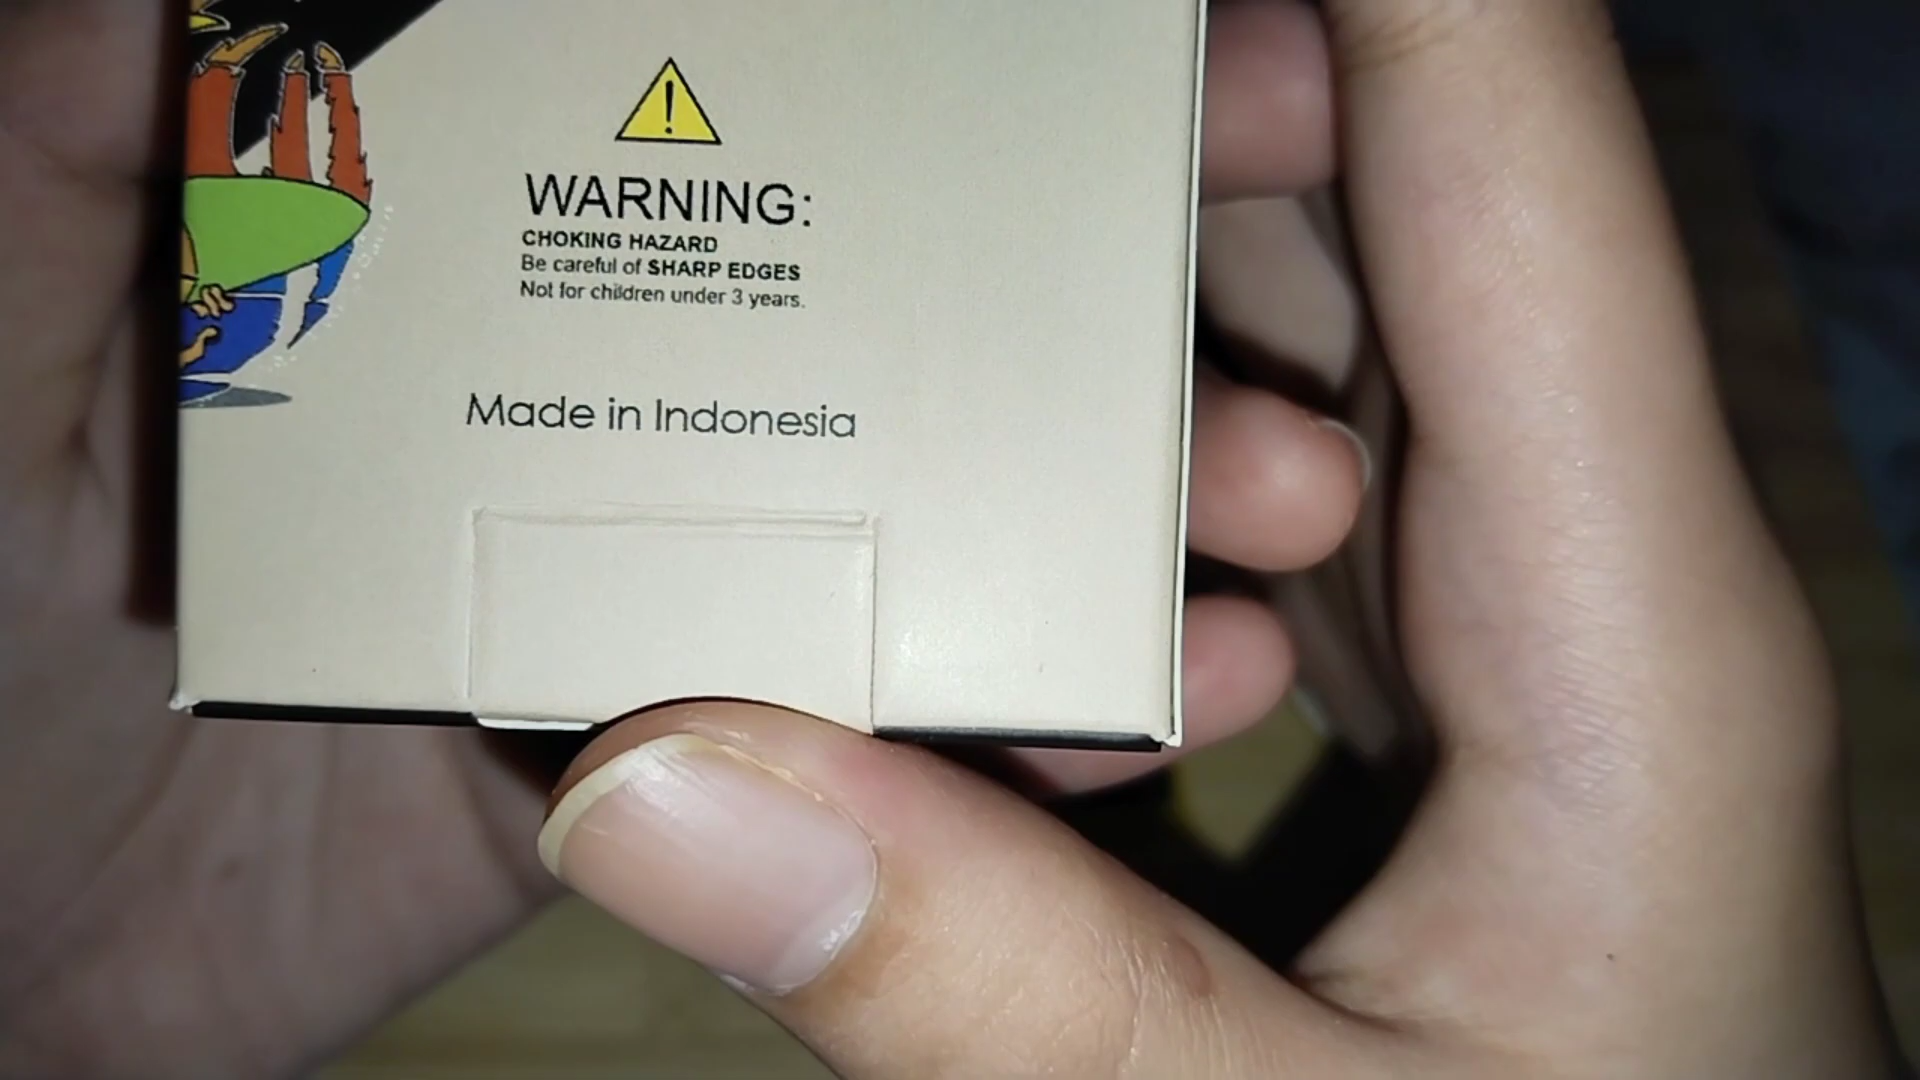 WARNING:
CHOKING HAZARD
Be careful of SHARP EDGES
Not for children under 3 years.
Made in Indonesia